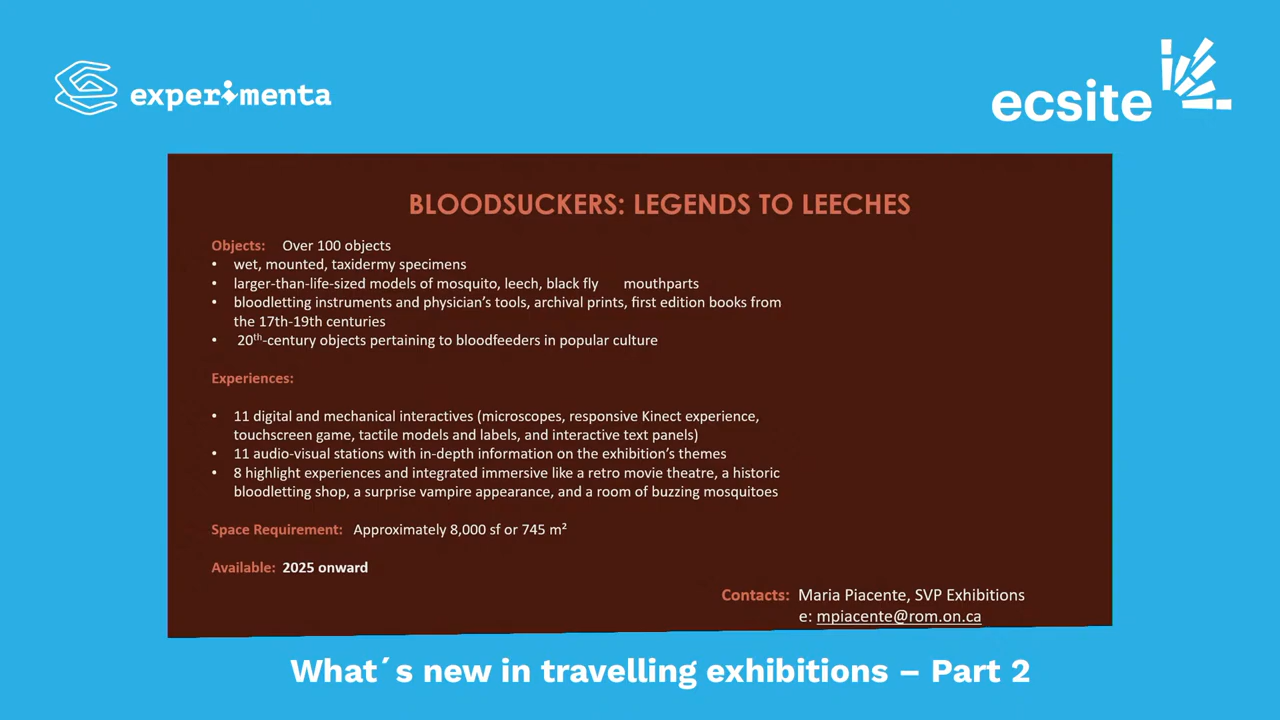 experimenta
ecsite
BLOODSUCKERS: LEGENDS TO LEECHES
Objects: Over 100 objects
• wet, mounted, taxidermy specimens
• larger-than-life-sized models of mosquito, leech, black fly mouthparts
• bloodletting instruments and physician’s tools, archival prints, first edition books from
the 17th-19th centuries
• 20th-century objects pertaining to bloodfeeders in popular culture
Experiences:
• 11 digital and mechanical interactives (microscopes, responsive Kinect experience,
touchscreen game, tactile models and labels, and interactive text panels)
• 11 audio-visual stations with in-depth information on the exhibition’s themes
• 8 highlight experiences and integrated immersive like a retro movie theatre, a historic
bloodletting shop, a surprise vampire appearance, and a room of buzzing mosquitoes
Space Requirement: Approximately 8,000 sf or 745 m²
Available: 2025 onward
Contacts: Maria Piacente, SVP Exhibitions
e: mpiacente@rom.on.ca
What´s new in travelling exhibitions – Part 2